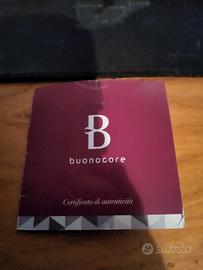 B
buonocore
Certificato di autenticità
subito